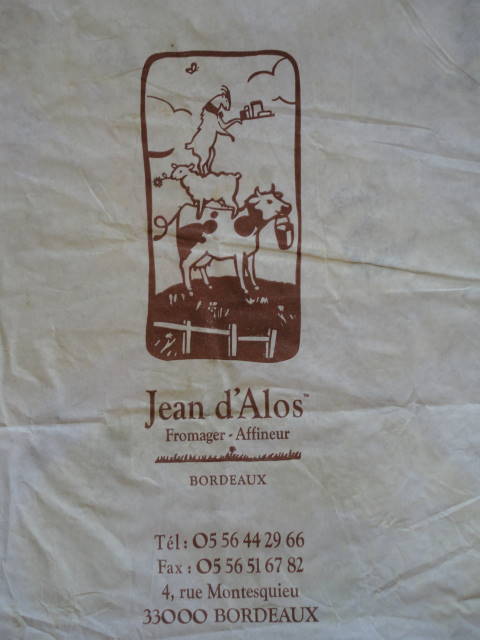 Jean d'Alos™
Fromager - Affineur
BORDEAUX
Tél : 05 56 44 29 66
Fax : 05 56 51 67 82
4, rue Montesquieu
33000 BORDEAUX